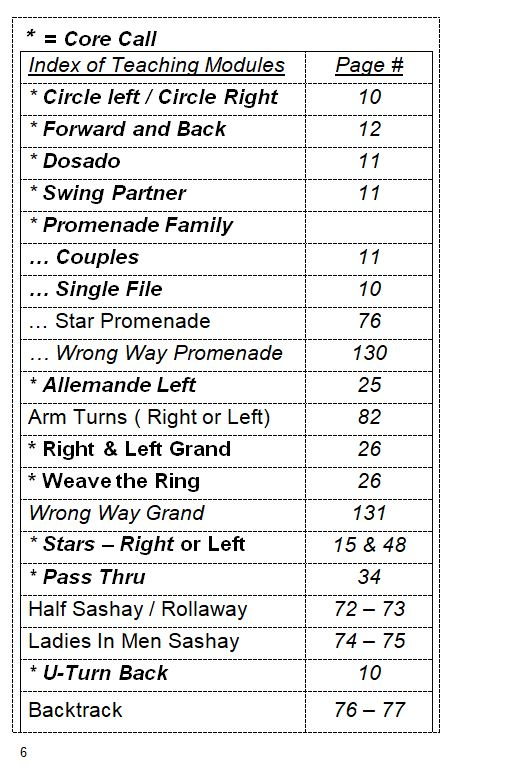 * = Core Call
Index of Teaching Modules Page #
* Circle left / Circle Right 10
* Forward and Back 12
* Dosado 11
* Swing Partner 11
* Promenade Family
… Couples 11
… Single File 10
… Star Promenade 76
… Wrong Way Promenade 130
* Allemande Left 25
Arm Turns ( Right or Left) 82
* Right & Left Grand 26
* Weave the Ring 26
Wrong Way Grand 131
* Stars – Right or Left 15 & 48
* Pass Thru 34
Half Sashay / Rollaway 72 – 73
Ladies In Men Sashay 74 – 75
* U-Turn Back 10
Backtrack 76 – 77
6